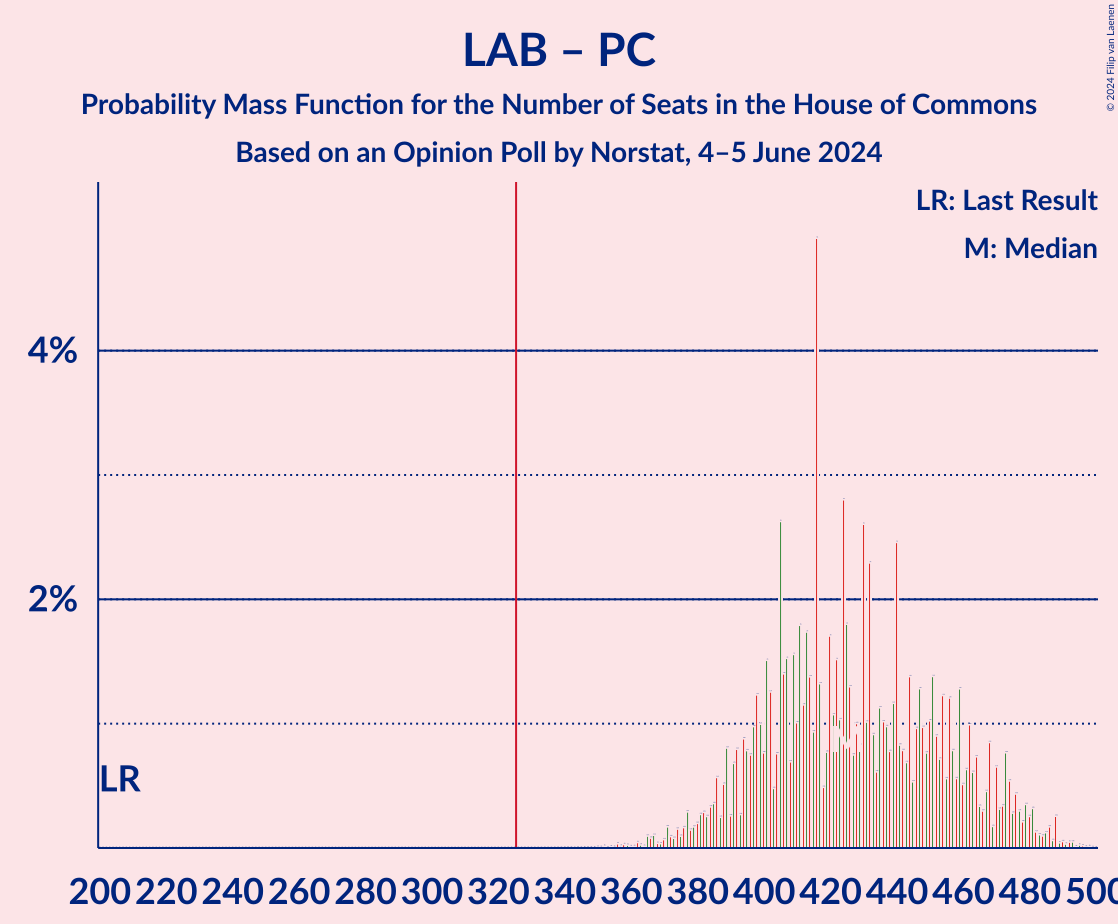 LAB – PC
Probability Mass Function for the Number of Seats in the House of Commons
Based on an Opinion Poll by Norstat, 4–5 June 2024
© 2024 Filip van Laenen
LR: Last Result
M: Median
4%
2%
LR
200 220 240 260 280 300 320 340 360 380 400 420 440 460 480 500